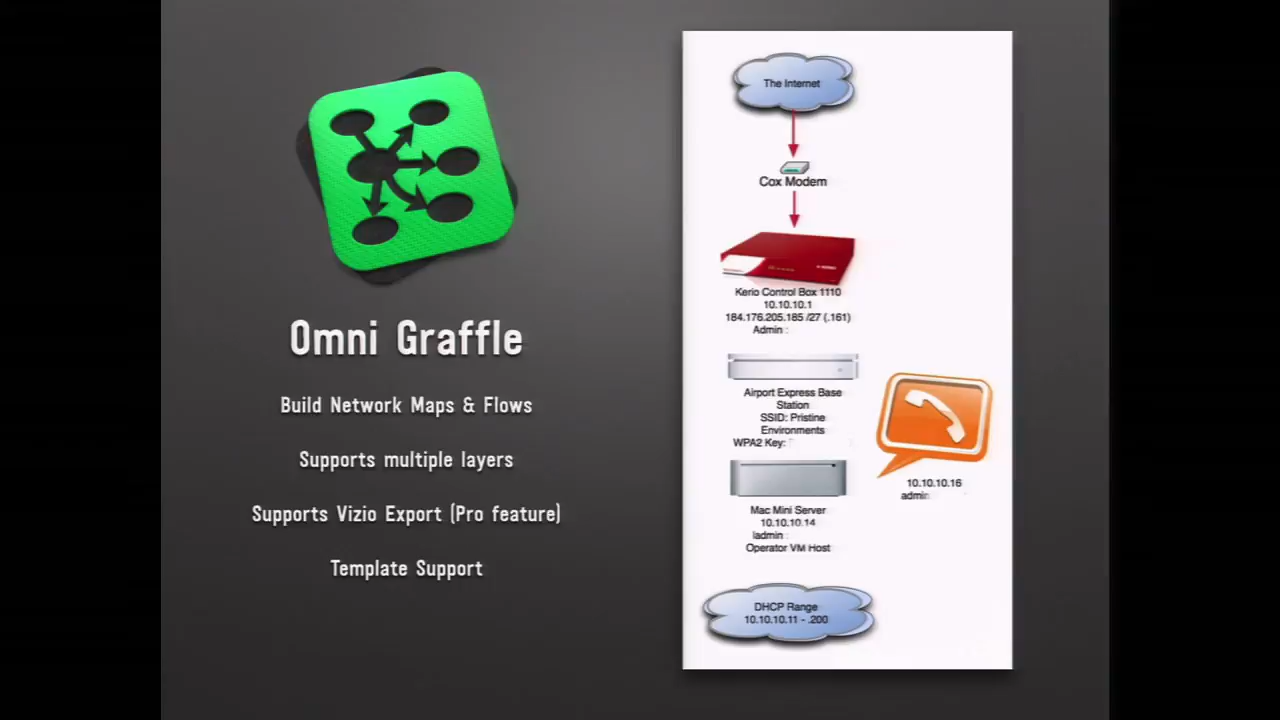 Omni Graffle
Build Network Maps & Flows
Supports multiple layers
Supports Vizio Export (Pro feature)
Template Support
The Internet
Cox Modem
Kerio Control Box 1110
10.10.10.1
184.176.205.185 /27 (.161)
Admin :
Airport Express Base
Station
SSID: Pristine
Environments
WPA2 Key:
10.10.10.16
admin
Mac Mini Server
10.10.10.14
ladmin :
Operator VM Host
DHCP Range
10.10.10.11 - .200